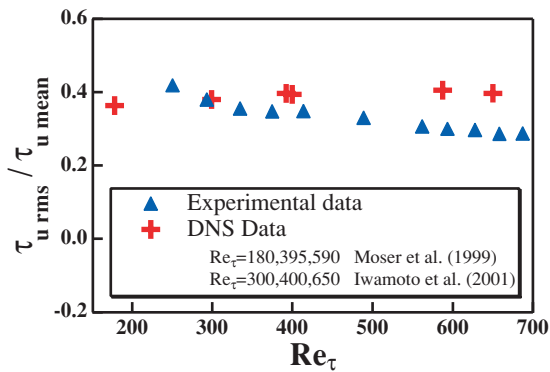 0.6
0.4
0.2
0.0
-0.2
τu rms / τu mean
Experimental data
DNS Data
Reτ=180,395,590 Moser et al. (1999)
Reτ=300,400,650 Iwamoto et al. (2001)
200 300 400 500 600 700
Reτ